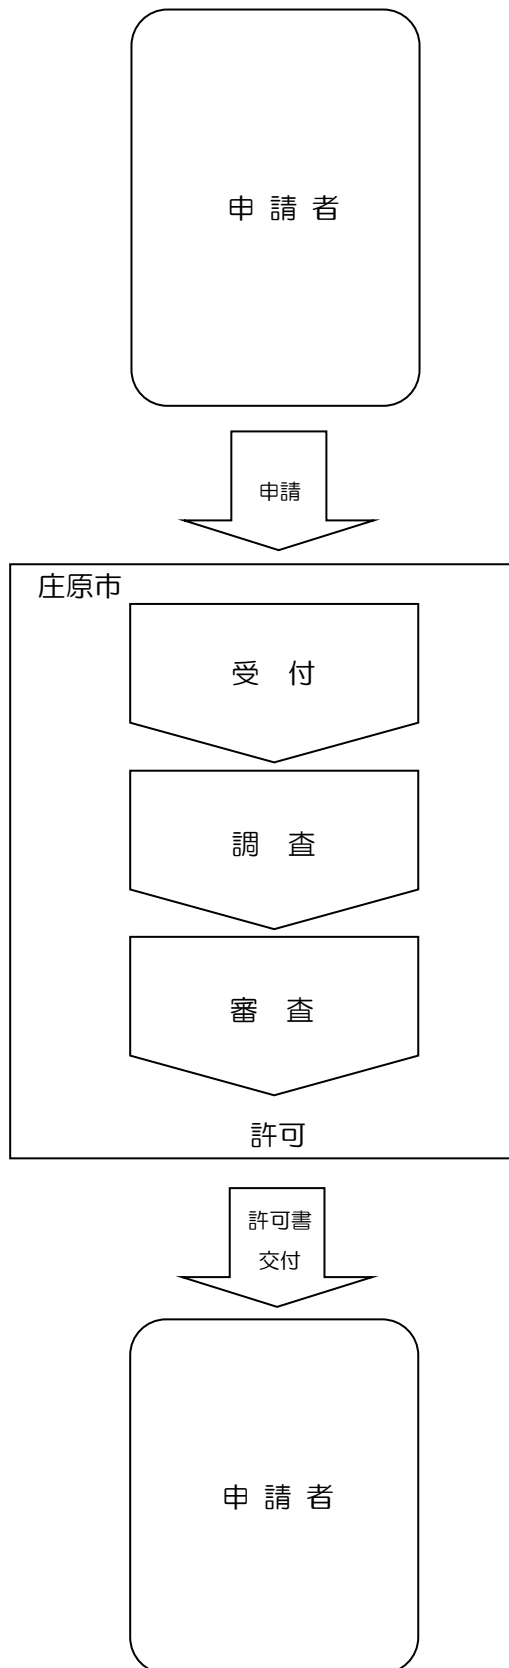 申 請 者
申請
庄原市
受　付
調　査
審　査
許可
許可書
交付
申 請 者